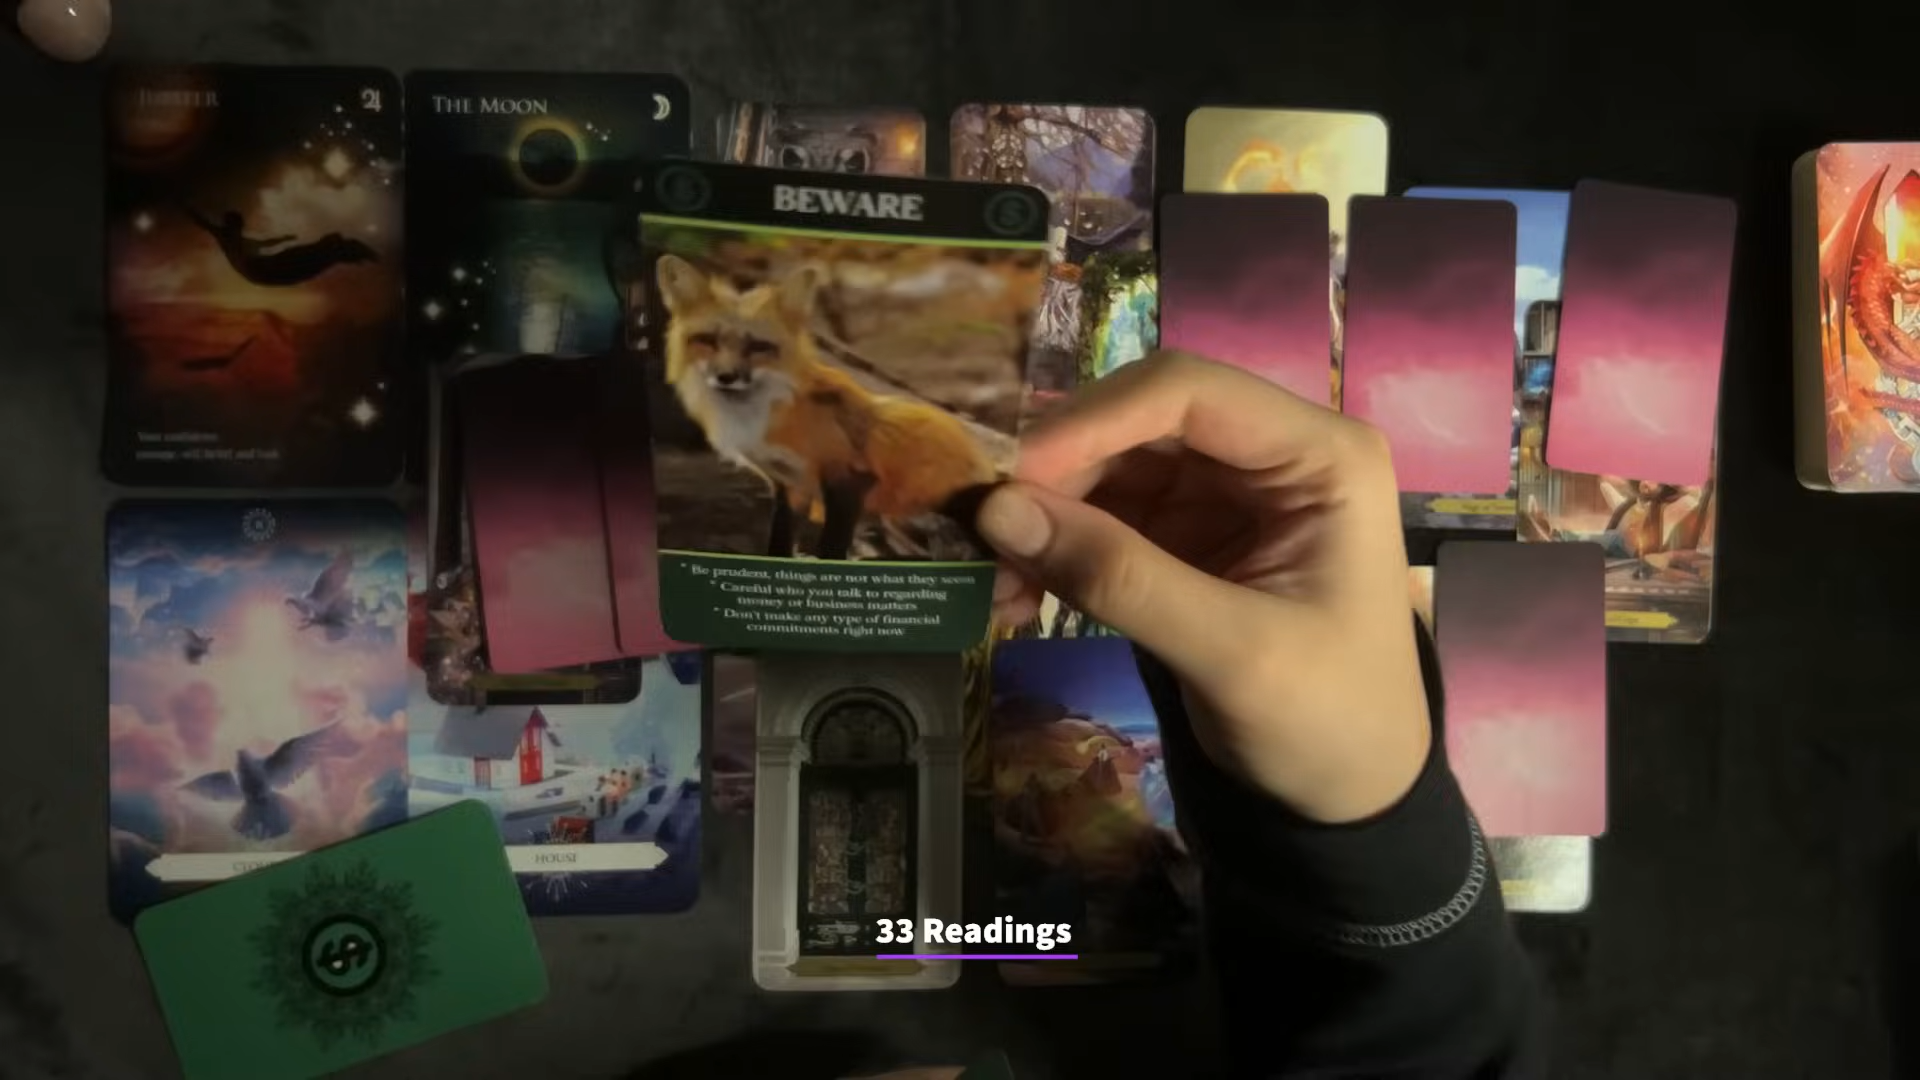 JUPITER
THE MOON
BEWARE
* Be prudent, things are not what they seem
* Careful who you talk to regarding
money or business matters
* Don't make any type of financial
commitments right now
HOUSE
33 Readings